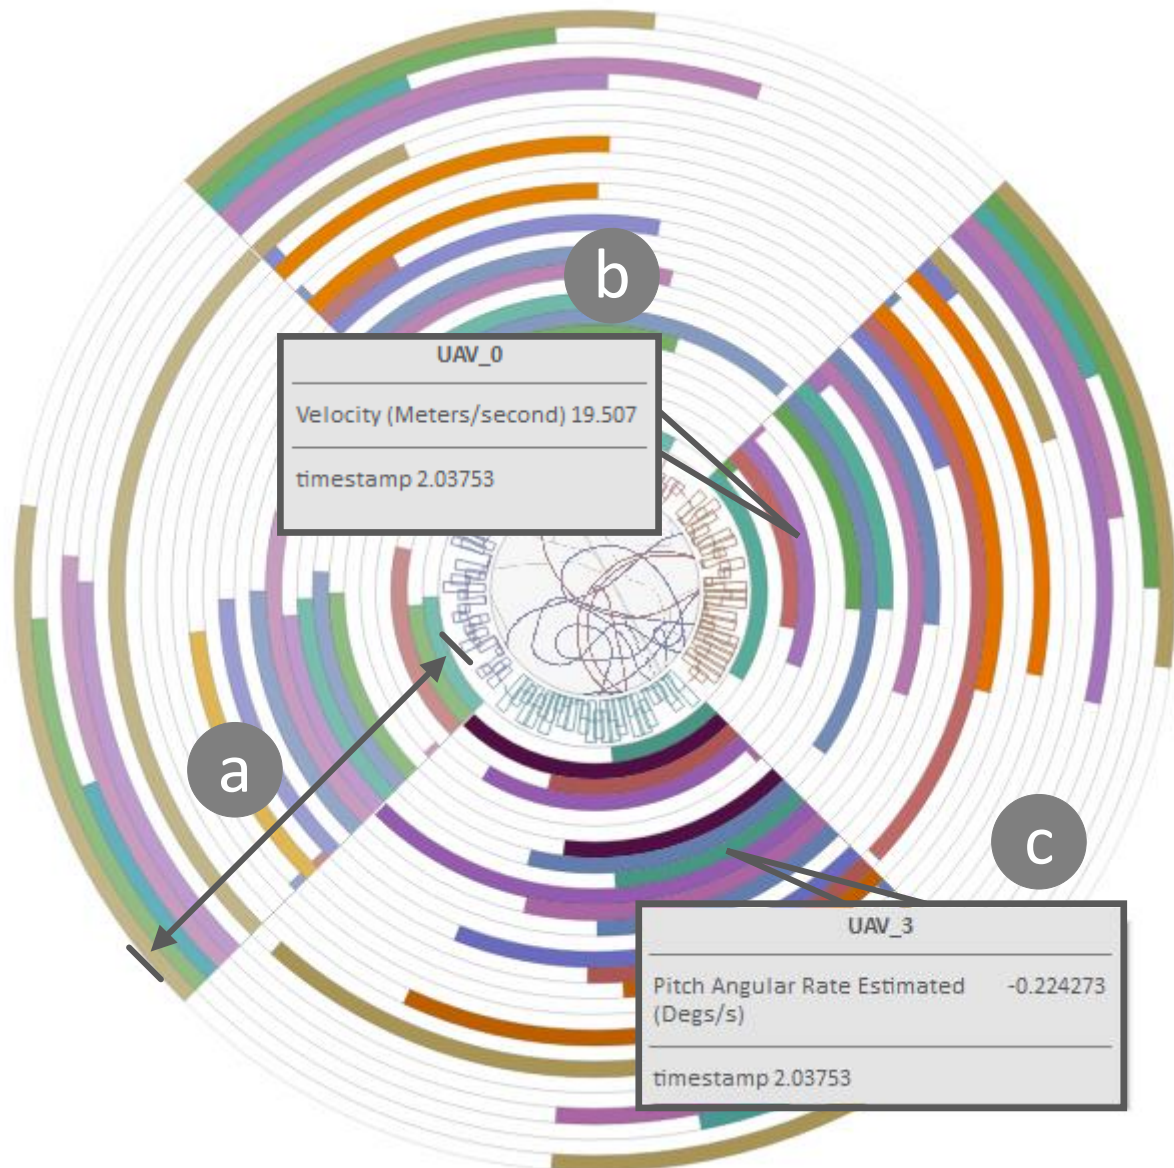 b
UAV_0
Velocity (Meters/second) 19.507
timestamp 2.03753
a
c
UAV_3
Pitch Angular Rate Estimated -0.224273
(Degs/s)
timestamp 2.03753